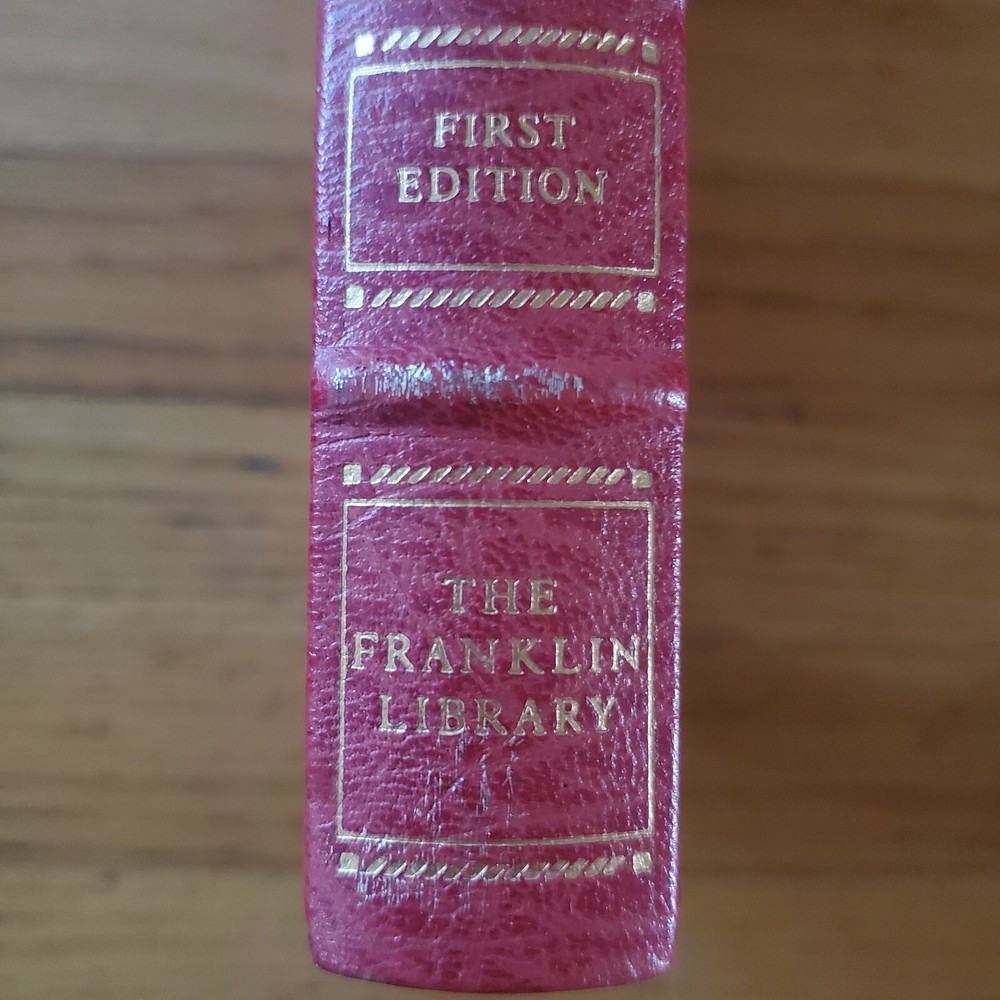 FIRST
EDITION
THE
FRANKLIN
LIBRARY